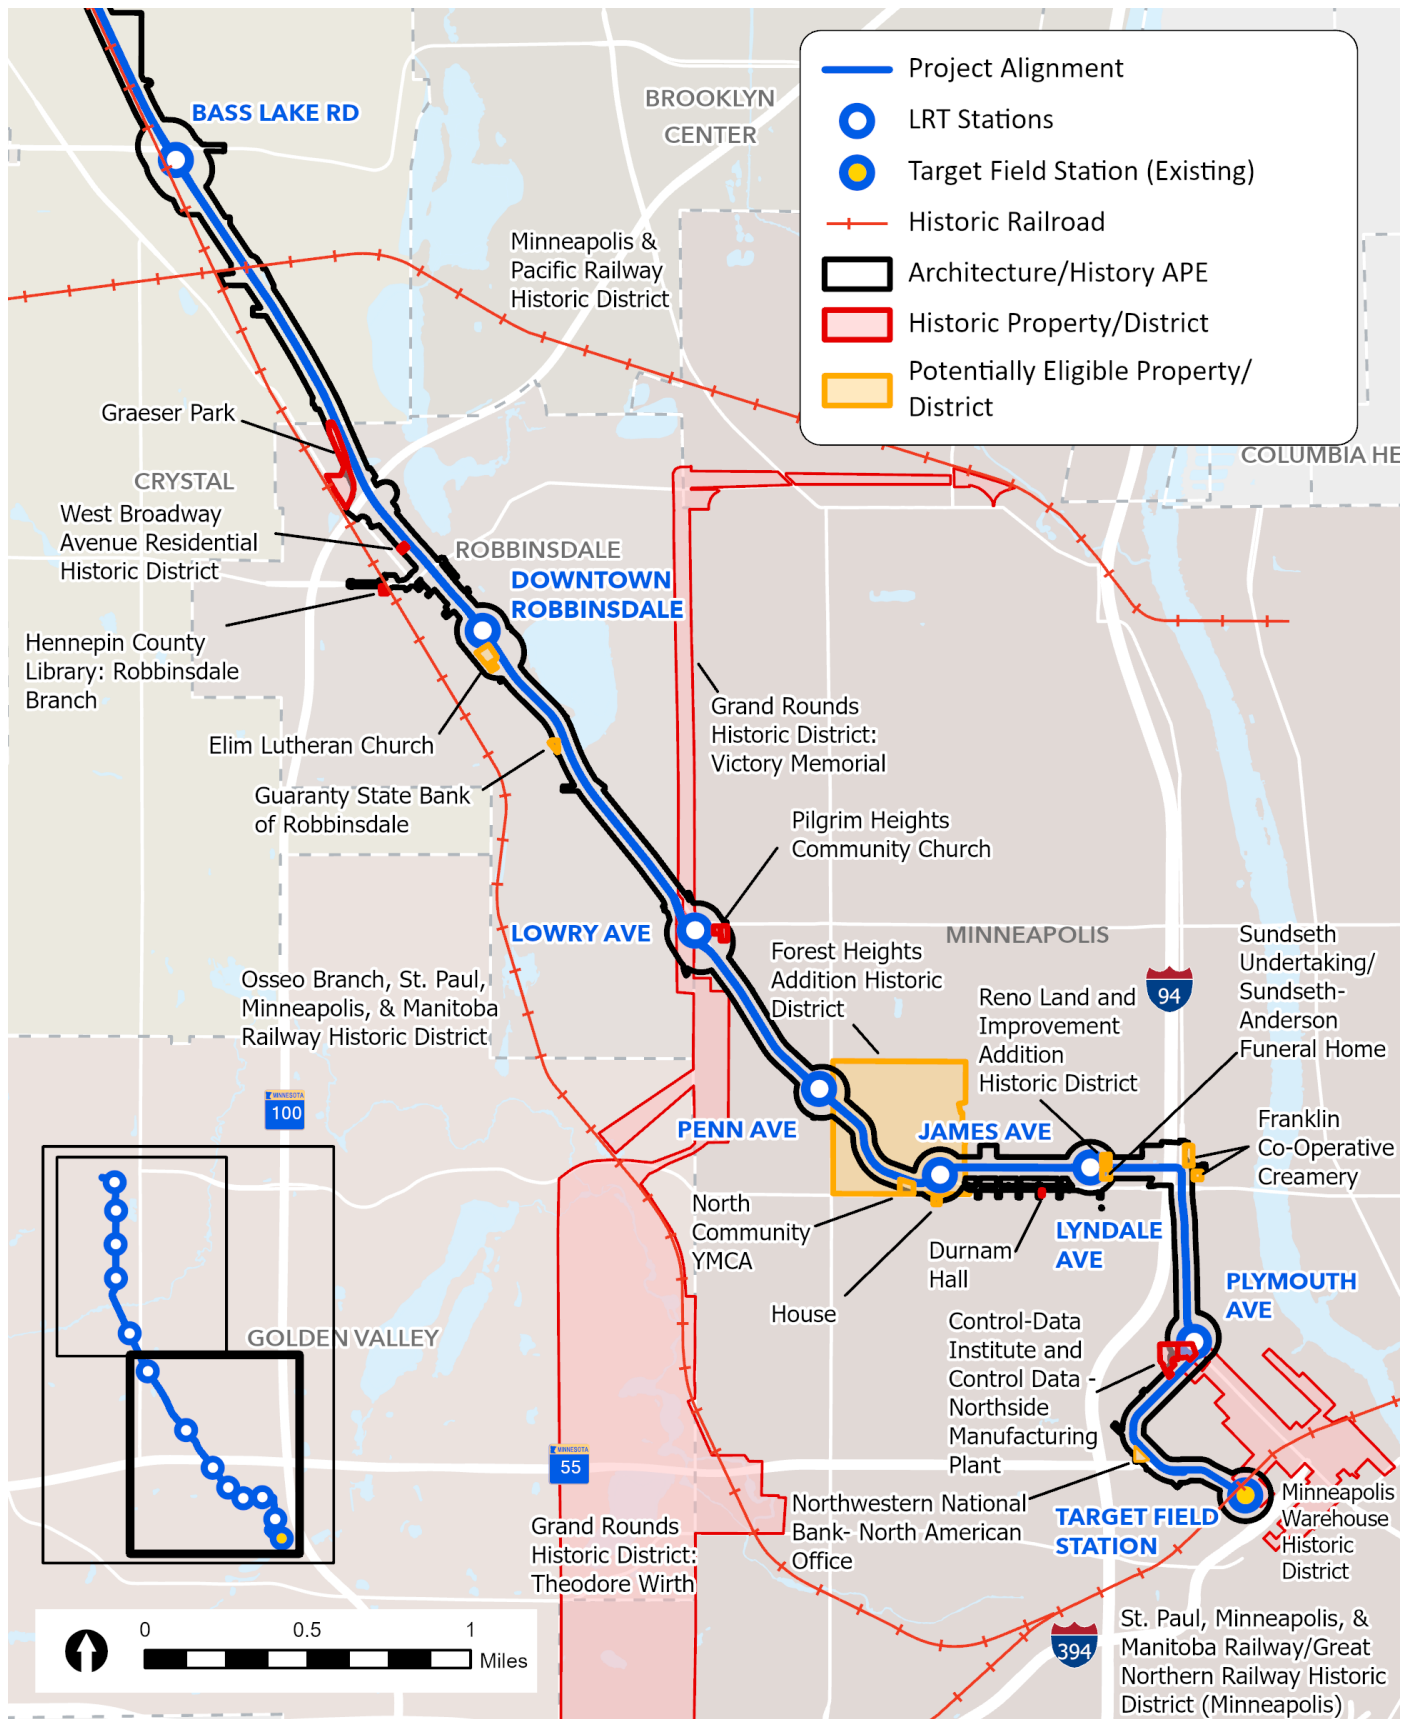 BASS LAKE RD
BROOKLYN
CENTER
Project Alignment
LRT Stations
Target Field Station (Existing)
Historic Railroad
Architecture/History APE
Historic Property/District
Potentially Eligible Property/
District
Minneapolis &
Pacific Railway
Historic District
Graeser Park
CRYSTAL
COLUMBIA HE
West Broadway
Avenue Residential
Historic District
ROBBINSDALE
DOWNTOWN
ROBBINSDALE
Hennepin County
Library: Robbinsdale
Branch
Elim Lutheran Church
Grand Rounds
Historic District:
Victory Memorial
Guaranty State Bank
of Robbinsdale
Pilgrim Heights
Community Church
LOWRY AVE
MINNEAPOLIS
Forest Heights
Addition Historic
District
Sundseth
Undertaking/
Sundseth-
Anderson
Funeral Home
Osseo Branch, St. Paul,
Minneapolis, & Manitoba
Railway Historic District
Reno Land and
Improvement
Addition
Historic District
94
MINNESOTA
100
PENN AVE
JAMES AVE
Franklin
Co-Operative
Creamery
North
Community
YMCA
Durnam
Hall
LYNDALE
AVE
House
PLYMOUTH
AVE
GOLDEN VALLEY
Control-Data
Institute and
Control Data -
Northside
Manufacturing
Plant
MINNESOTA
55
Northwestern National
Bank- North American
Office
TARGET FIELD
STATION
Minneapolis
Warehouse
Historic
District
Grand Rounds
Historic District:
Theodore Wirth
394
St. Paul, Minneapolis, &
Manitoba Railway/Great
Northern Railway Historic
District (Minneapolis)
0 0.5 1
Miles